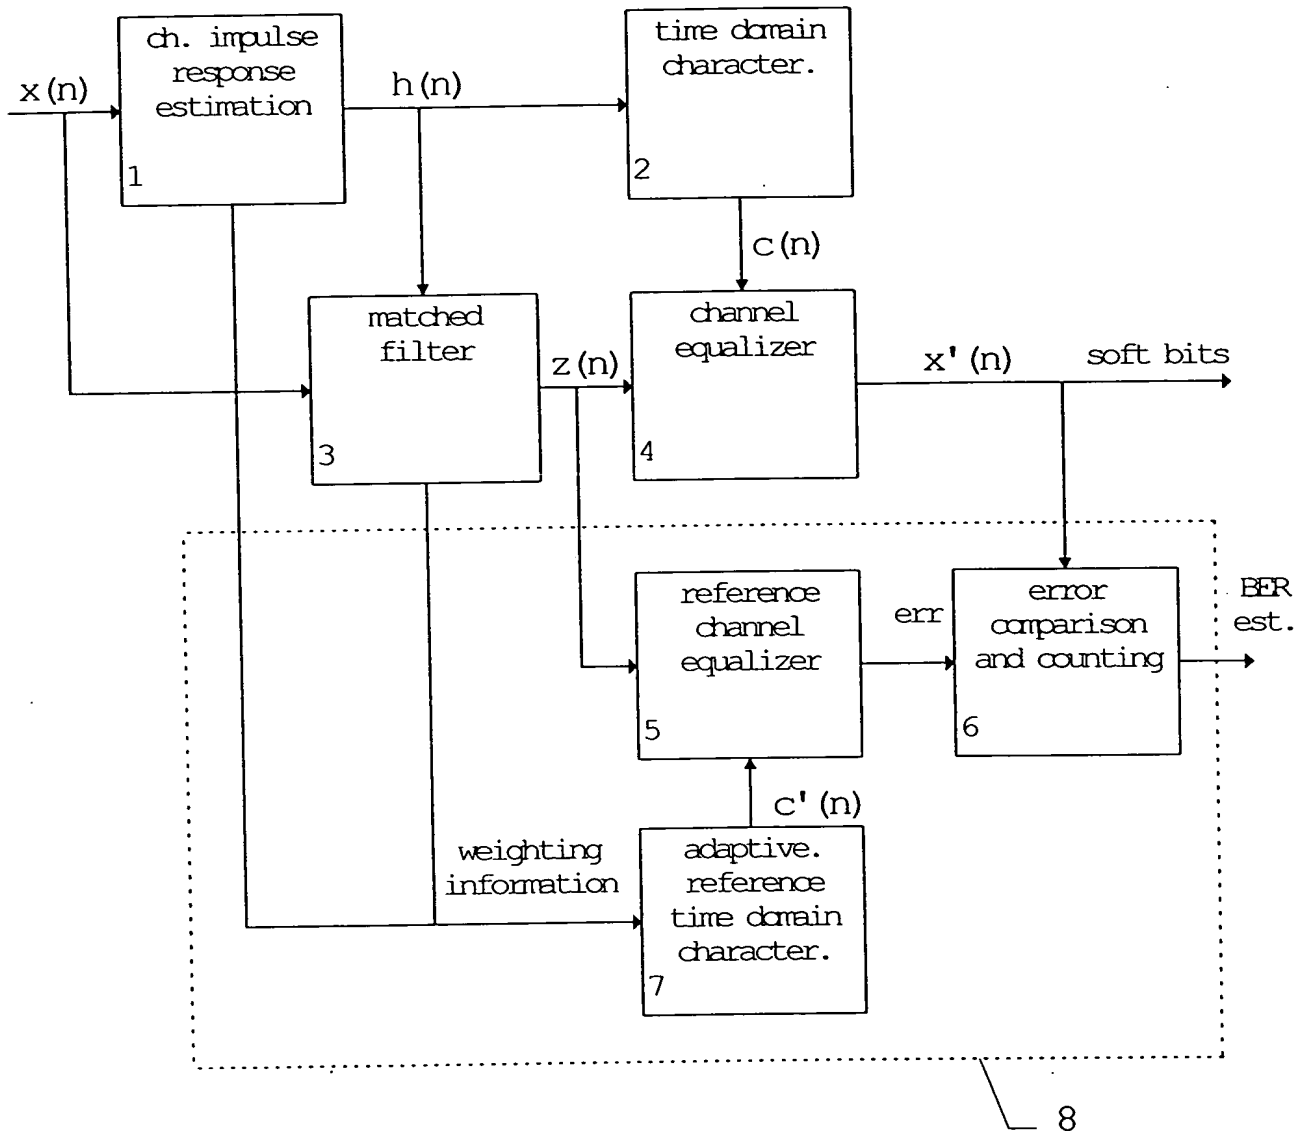 ch. impulse
response
estimation
1
x(n)
h(n)
time domain
character.
2
c(n)
matched
filter
3
z(n)
channel
equalizer
4
x'(n)
soft bits
reference
channel
equalizer
5
err
error
comparison
and counting
6
BER
est.
c'(n)
weighting
information
adaptive.
reference
time domain
character.
7
8